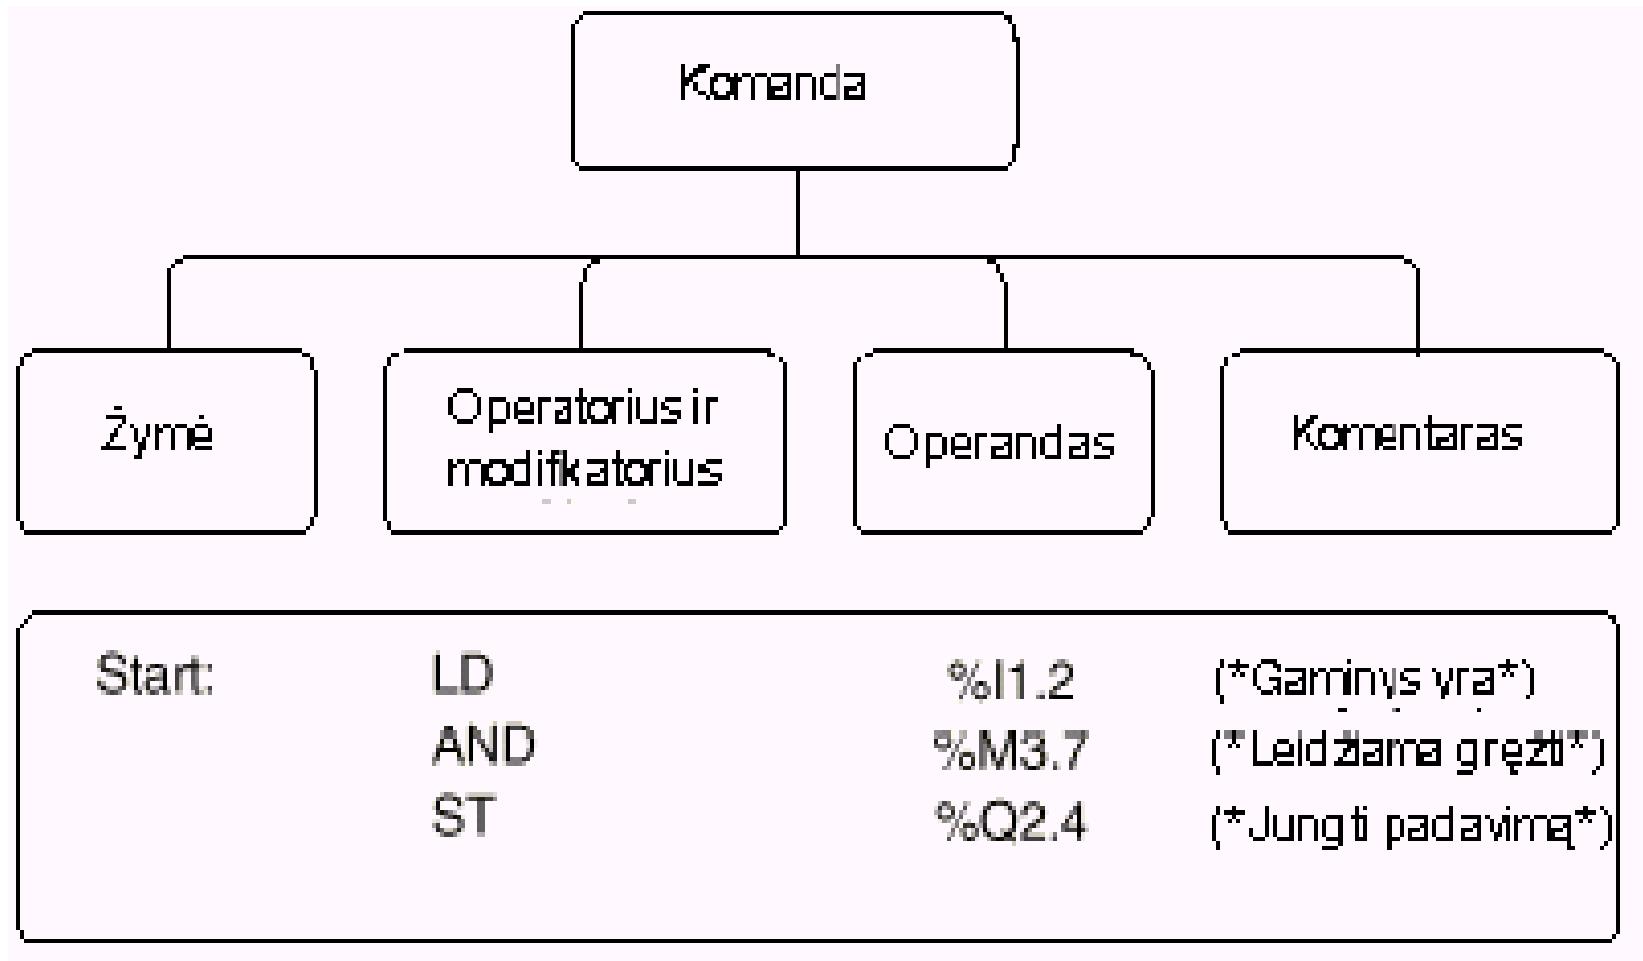 Komanda
Žymė
Operatorius ir
modifikatorius
Operandas
Komentaras
Start: LD %I1.2 (*Gaminys yra*)
AND %M3.7 (*Leidžiama gręžti*)
ST %Q2.4 (*Jungti padavimą*)